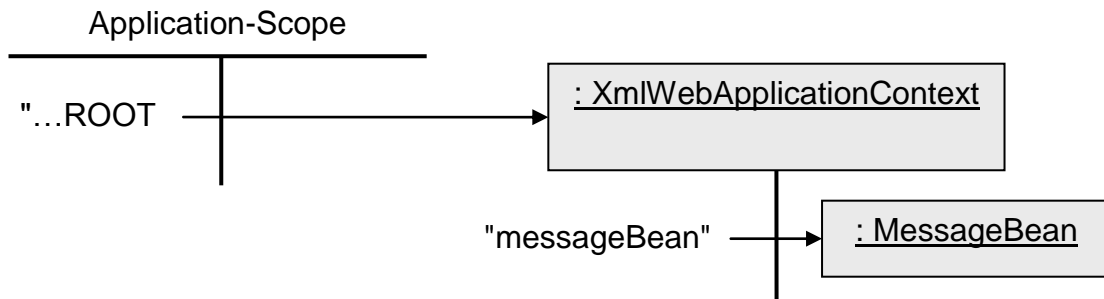 Application-Scope
: XmlWebApplicationContext
"…ROOT
"messageBean"
: MessageBean